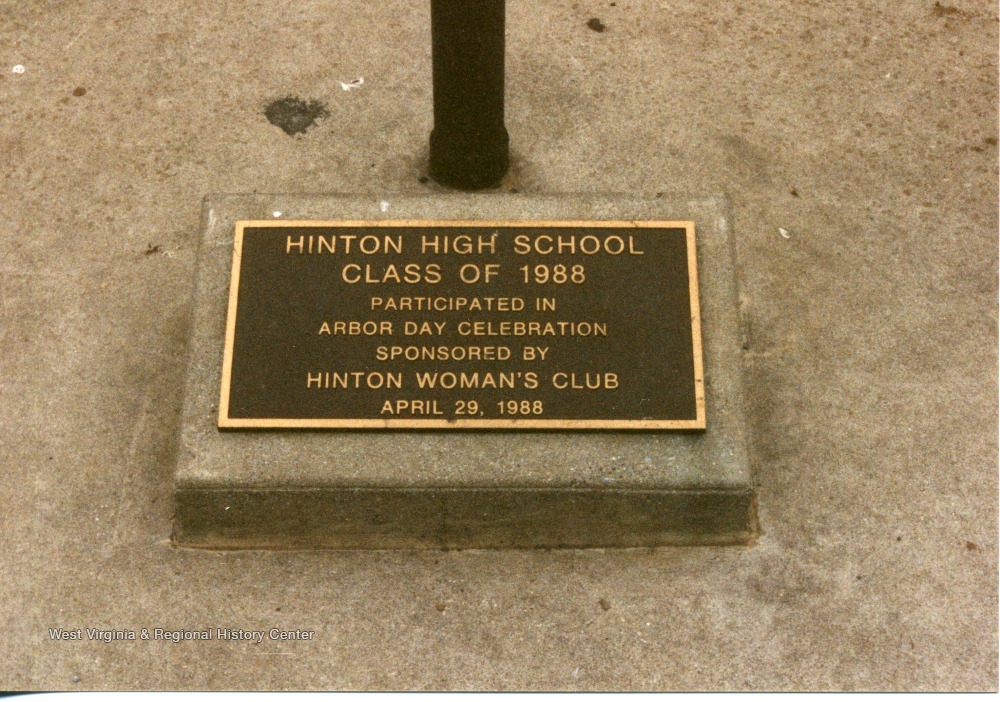 HINTON HIGH SCHOOL
CLASS OF 1988
PARTICIPATED IN
ARBOR DAY CELEBRATION
SPONSORED BY
HINTON WOMAN'S CLUB
APRIL 29, 1988
West Virginia & Regional History Center